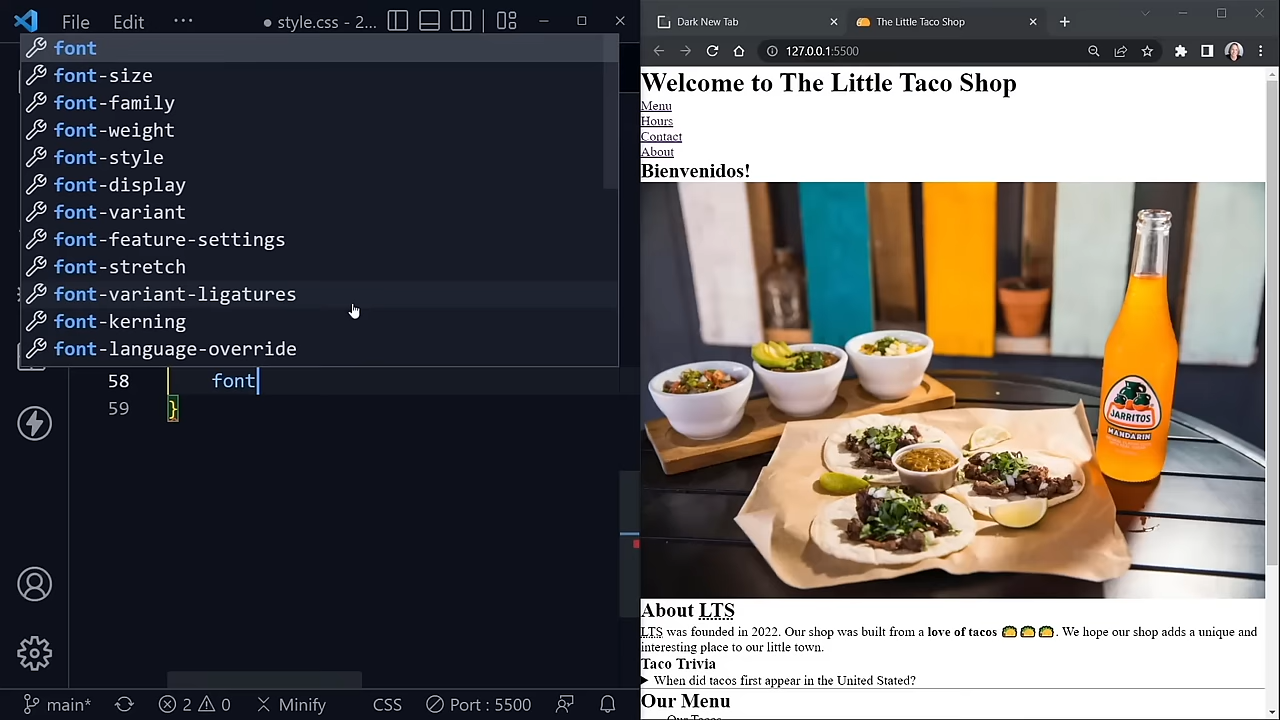 File Edit ··· ● style.css - 2...
font
font-size
font-family
font-weight
font-style
font-display
font-variant
font-feature-settings
font-stretch
font-variant-ligatures
font-kerning
font-language-override
58 font
59 }
main* 2 0 Minify CSS Port : 5500
Dark New Tab The Little Taco Shop
127.0.0.1:5500
Welcome to The Little Taco Shop
Menu
Hours
Contact
About
Bienvenidos!
JARRITOS
MANDARIN
About LTS
LTS was founded in 2022. Our shop was built from a love of tacos 🌮 🌮 🌮. We hope our shop adds a unique and
interesting place to our little town.
Taco Trivia
▶ When did tacos first appear in the United Stated?
Our Menu
Our Tacos